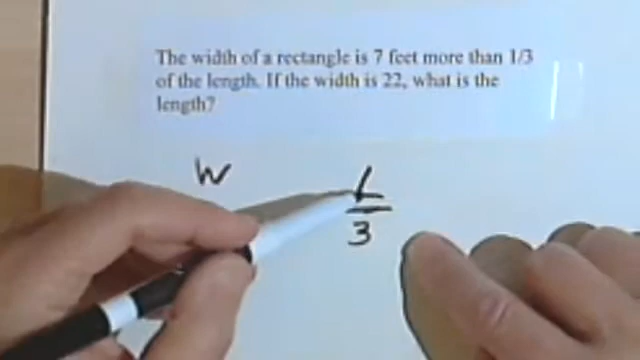 The width of a rectangle is 7 feet more than 1/3
of the length. If the width is 22, what is the
length?
W L
3